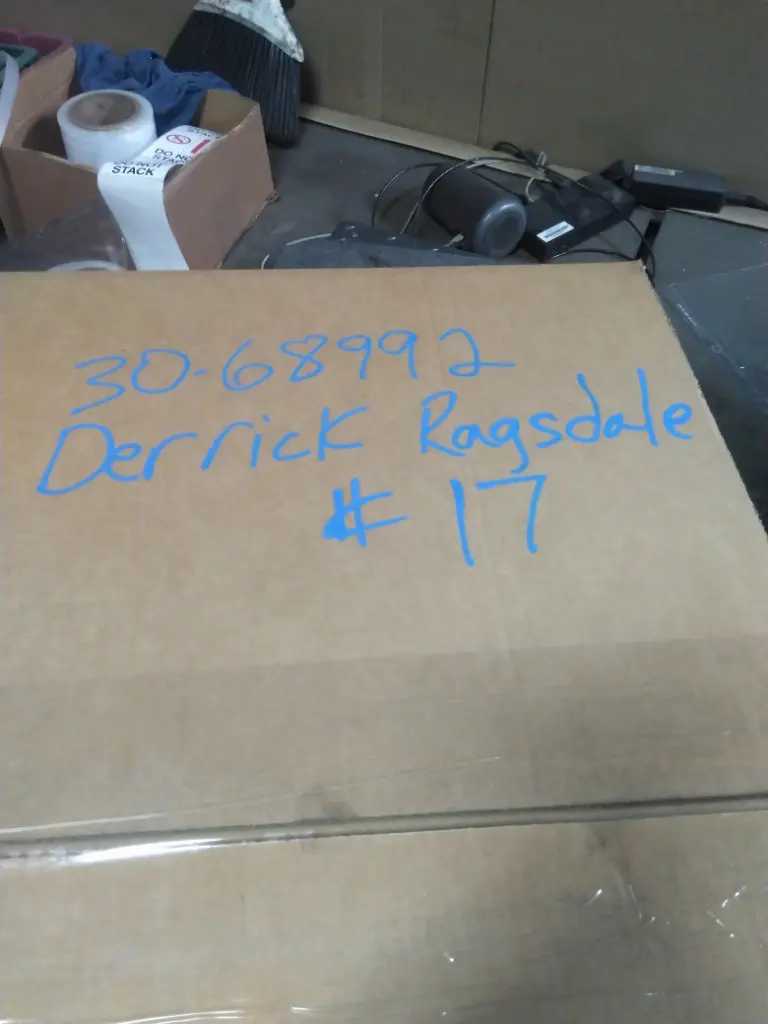 DO NOT
STACK
30-68992
Derrick Ragsdale
# 17